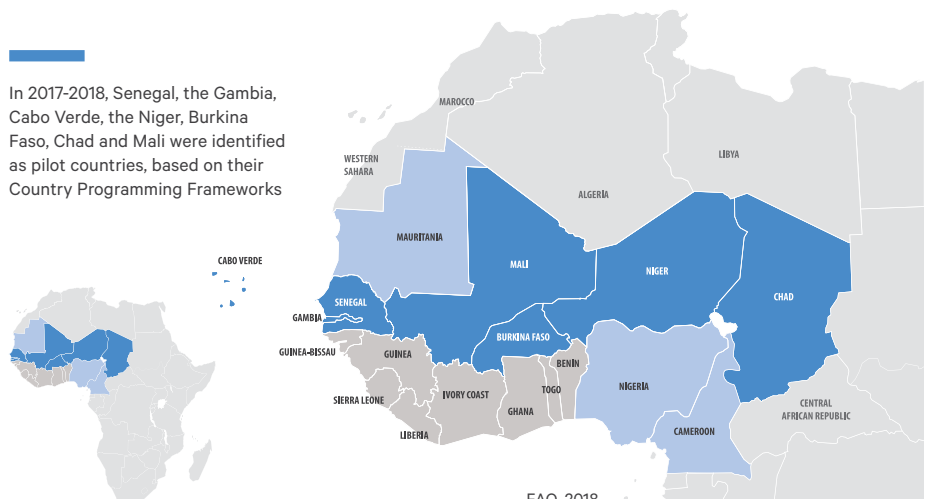 In 2017-2018, Senegal, the Gambia,
Cabo Verde, the Niger, Burkina
Faso, Chad and Mali were identified
as pilot countries, based on their
Country Programming Frameworks
MAROCCO
WESTERN
SAHARA
ALGERIA
LIBYA
MAURITANIA
CABO VERDE
MALI
NIGER
CHAD
SENEGAL
GAMBIA
BURKINA FASO
GUINEA-BISSAU
GUINEA
BENIN
NIGERIA
TOGO
SIERRA LEONE
IVORY COAST
GHANA
CENTRAL
AFRICAN REPUBLIC
LIBERIA
CAMEROON
FAO, 2018